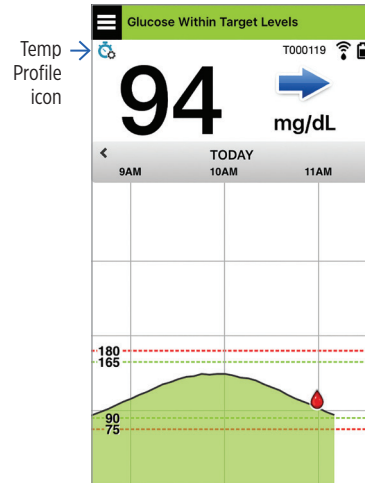 Glucose Within Target Levels
Temp
Profile
icon
T000119
94
mg/dL
TODAY
9AM 10AM 11AM
180
165
90
75